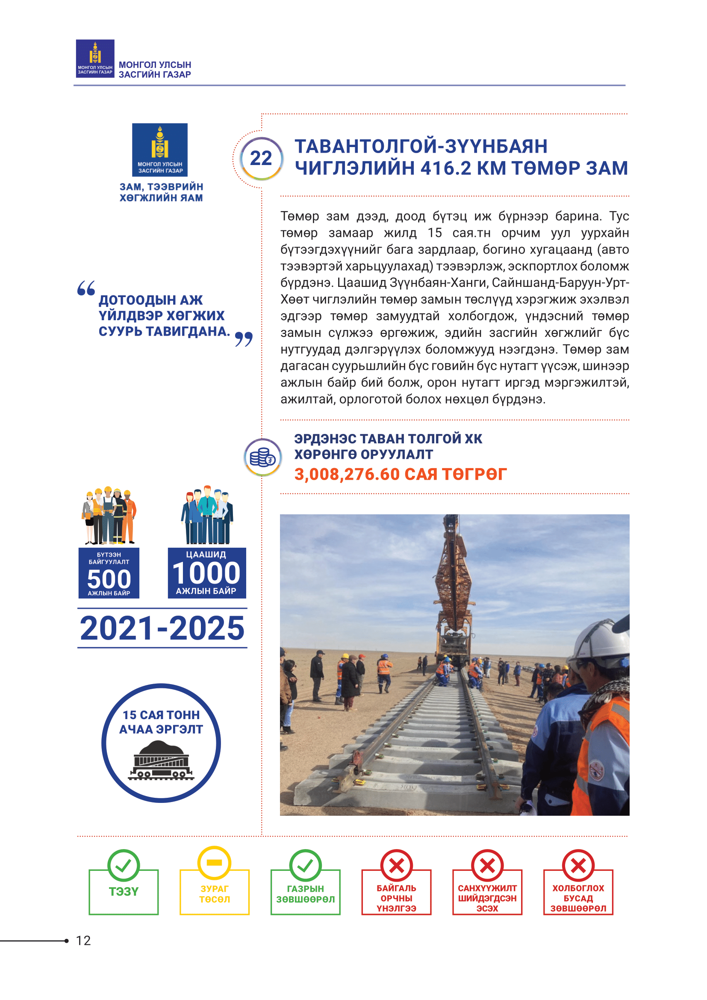 МОНГОЛ УЛСЫН
ЗАСГИЙН ГАЗАР
МОНГОЛ УЛСЫН
ЗАСГИЙН ГАЗАР
МОНГОЛ УЛСЫН
ЗАСГИЙН ГАЗАР
ЗАМ, ТЭЭВРИЙН
ХӨГЖЛИЙН ЯАМ
22
ТАВАНТОЛГОЙ-ЗҮҮНБАЯН
ЧИГЛЭЛИЙН 416.2 КМ ТӨМӨР ЗАМ
Төмөр зам дээд, доод бүтэц иж бүрнээр барина. Тус
төмөр замаар жилд 15 сая.тн орчим уул уурхайн
бүтээгдэхүүнийг бага зардлаар, богино хугацаанд (авто
тээвэртэй харьцуулахад) тээвэрлэж, эскпортлох боломж
бүрдэнэ. Цаашид Зүүнбаян-Ханги, Сайншанд-Баруун-Урт-
Хөөт чиглэлийн төмөр замын төслүүд хэрэгжиж эхэлвэл
эдгээр төмөр замуудтай холбогдож, үндэсний төмөр
замын сүлжээ өргөжиж, эдийн засгийн хөгжлийг бүс
нутгуудад дэлгэрүүлэх боломжууд нээгдэнэ. Төмөр зам
дагасан суурьшлийн бүс говийн бүс нутагт үүсэж, шинээр
ажлын байр бий болж, орон нутагт иргэд мэргэжилтэй,
ажилтай, орлоготой болох нөхцөл бүрдэнэ.
“ДОТООДЫН АЖ
ҮЙЛДВЭР ХӨГЖИХ
СУУРЬ ТАВИГДАНА.”
ЭРДЭНЭС ТАВАН ТОЛГОЙ ХК
ХӨРӨНГӨ ОРУУЛАЛТ
3,008,276.60 САЯ ТӨГРӨГ
БҮТЭЭН
БАЙГУУЛАЛТ
500
АЖЛЫН БАЙР
ЦААШИД
1000
АЖЛЫН БАЙР
2021-2025
15 САЯ ТОНН
АЧАА ЭРГЭЛТ
ТЭЗҮ
ЗУРАГ
ТӨСӨЛ
ГАЗРЫН
ЗӨВШӨӨРӨЛ
БАЙГАЛЬ
ОРЧНЫ
ҮНЭЛГЭЭ
САНХҮҮЖИЛТ
ШИЙДЭГДСЭН
ЭСЭХ
ХОЛБОГЛОХ
БУСАД
ЗӨВШӨӨРӨЛ
12